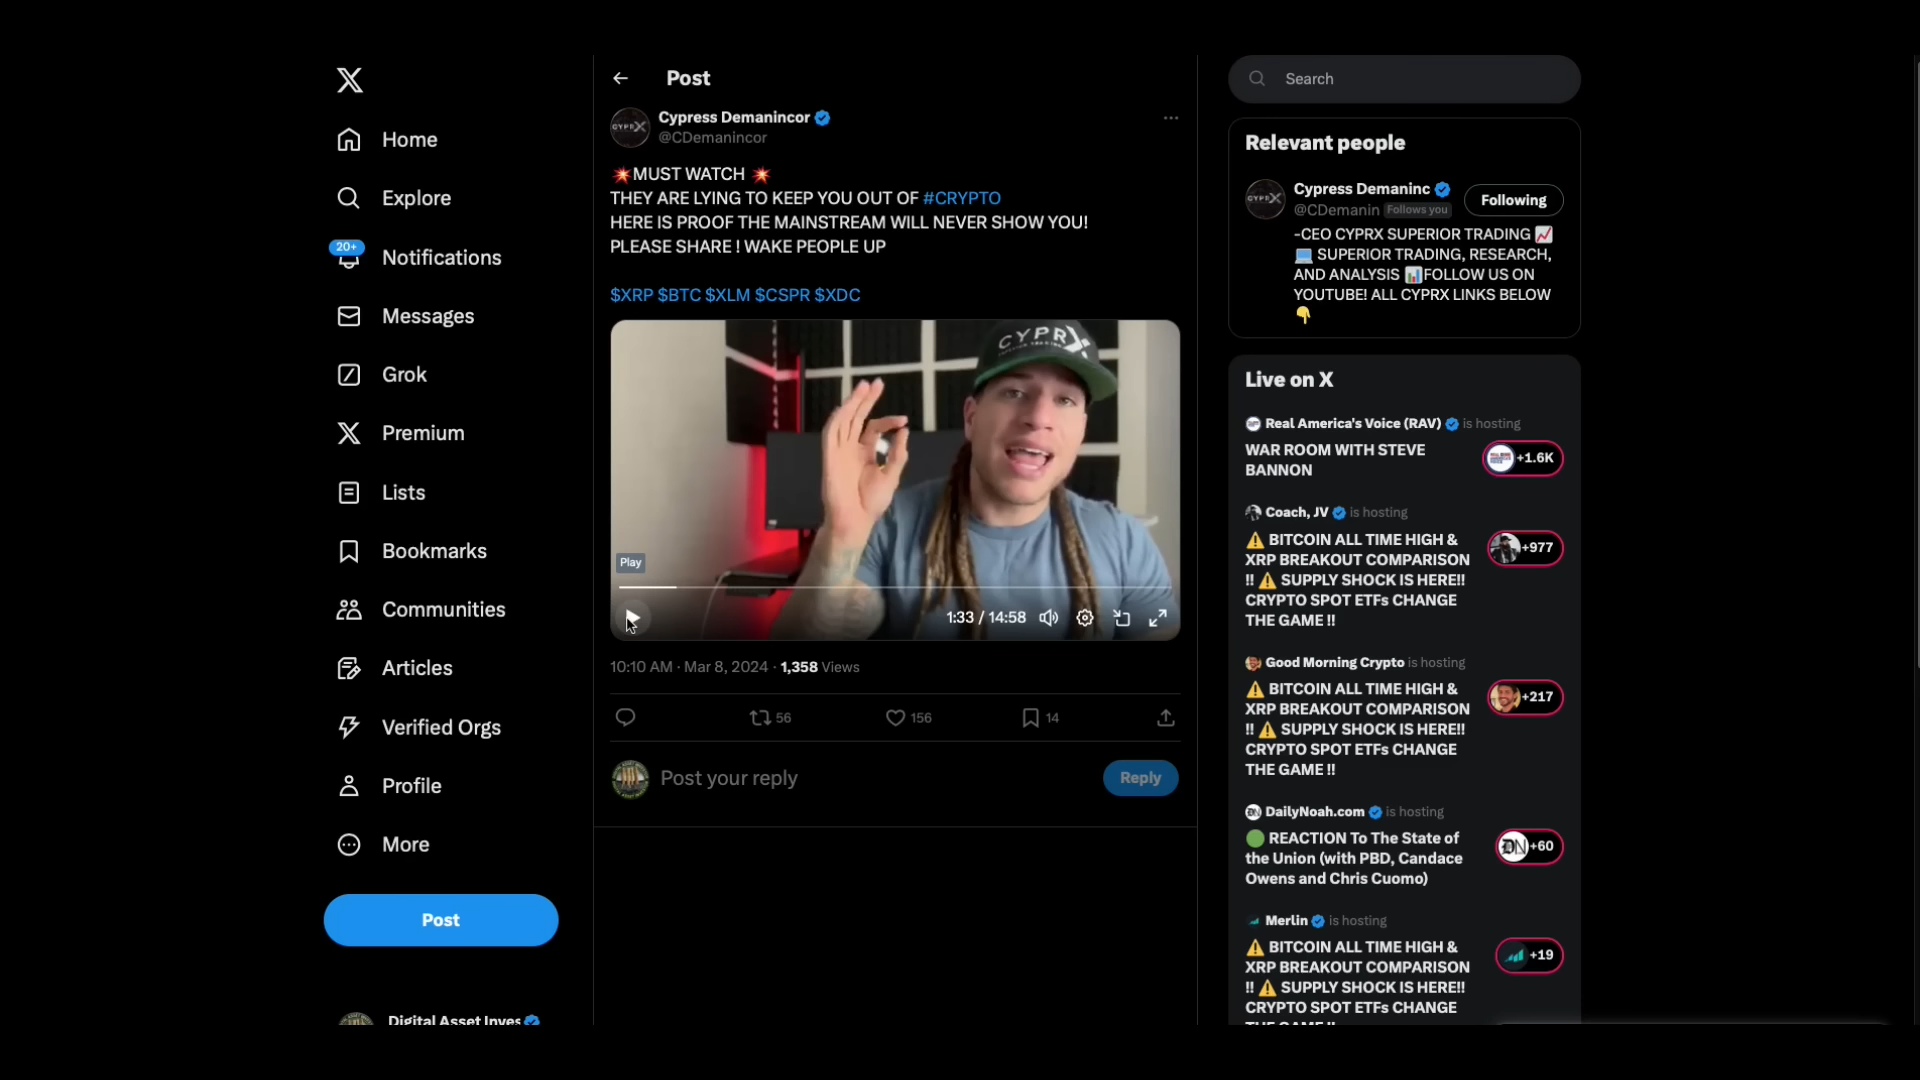 Home
Explore
20+
Notifications
Messages
Grok
Premium
Lists
Bookmarks
Communities
Articles
Verified Orgs
Profile
More
Post
Digital Asset Inves
Post
Cypress Demanincor
@CDemanincor
💥MUST WATCH 💥
THEY ARE LYING TO KEEP YOU OUT OF #CRYPTO
HERE IS PROOF THE MAINSTREAM WILL NEVER SHOW YOU!
PLEASE SHARE ! WAKE PEOPLE UP
$XRP $BTC $XLM $CSPR $XDC
CYPRX
Play
1:33 / 14:58
10:10 AM · Mar 8, 2024 · 1,358 Views
56 156 14
Post your reply
Reply
Search
Relevant people
Cypress Demaninc
@CDemanin Follows you
Following
-CEO CYPRX SUPERIOR TRADING 📈
💻 SUPERIOR TRADING, RESEARCH,
AND ANALYSIS 📊FOLLOW US ON
YOUTUBE! ALL CYPRX LINKS BELOW
👇
Live on X
Real America's Voice (RAV) is hosting
WAR ROOM WITH STEVE
BANNON
+1.6K
Coach, JV is hosting
⚠️ BITCOIN ALL TIME HIGH &
XRP BREAKOUT COMPARISON
!! ⚠️ SUPPLY SHOCK IS HERE!!
CRYPTO SPOT ETFs CHANGE
THE GAME !!
+977
Good Morning Crypto is hosting
⚠️ BITCOIN ALL TIME HIGH &
XRP BREAKOUT COMPARISON
!! ⚠️ SUPPLY SHOCK IS HERE!!
CRYPTO SPOT ETFs CHANGE
THE GAME !!
+217
DailyNoah.com is hosting
🟢 REACTION To The State of
the Union (with PBD, Candace
Owens and Chris Cuomo)
DN +60
Merlin is hosting
⚠️ BITCOIN ALL TIME HIGH &
XRP BREAKOUT COMPARISON
!! ⚠️ SUPPLY SHOCK IS HERE!!
CRYPTO SPOT ETFs CHANGE
THE GAME !!
+19